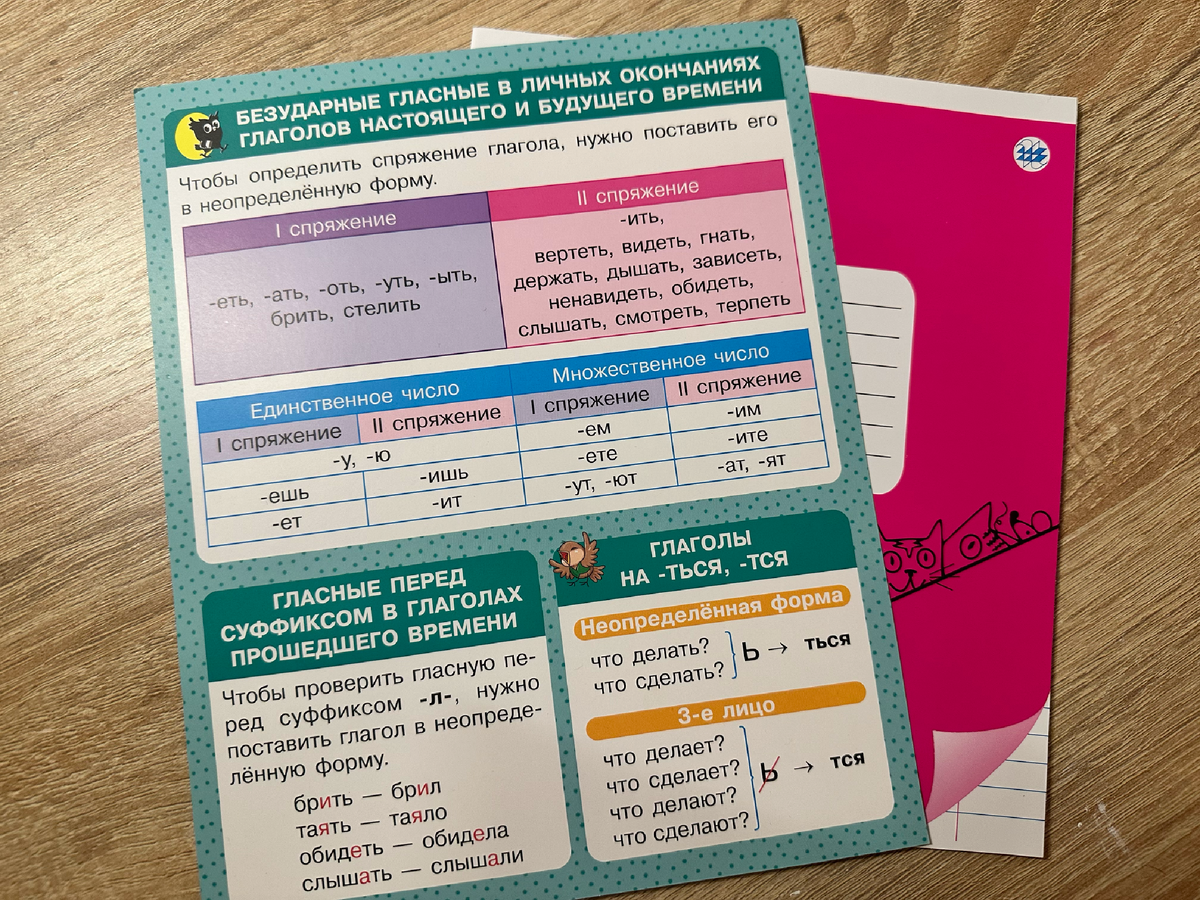 БЕЗУДАРНЫЕ ГЛАСНЫЕ В ЛИЧНЫХ ОКОНЧАНИЯХ
ГЛАГОЛОВ НАСТОЯЩЕГО И БУДУЩЕГО ВРЕМЕНИ
Чтобы определить спряжение глагола, нужно поставить его
в неопределённую форму.
I спряжение
-еть, -ать, -оть, -уть, -ыть,
брить, стелить
II спряжение
-ить,
вертеть, видеть, гнать,
держать, дышать, зависеть,
ненавидеть, обидеть,
слышать, смотреть, терпеть
Единственное число Множественное число
I спряжение II спряжение I спряжение II спряжение
-у, -ю -ем -им
-ешь -ишь -ете -ите
-ет -ит -ут, -ют -ат, -ят
ГЛАСНЫЕ ПЕРЕД
СУФФИКСОМ В ГЛАГОЛАХ
ПРОШЕДШЕГО ВРЕМЕНИ
Чтобы проверить гласную пе-
ред суффиксом -л-, нужно
поставить глагол в неопреде-
лённую форму.
брить — брил
таять — таяло
обидеть — обидела
слышать — слышали
ГЛАГОЛЫ
НА -ТЬСЯ, -ТСЯ
Неопределённая форма
что делать?
что сделать?
Ь → ться
3-е лицо
что делает?
что сделает?
что делают?
что сделают?
Ь → тся